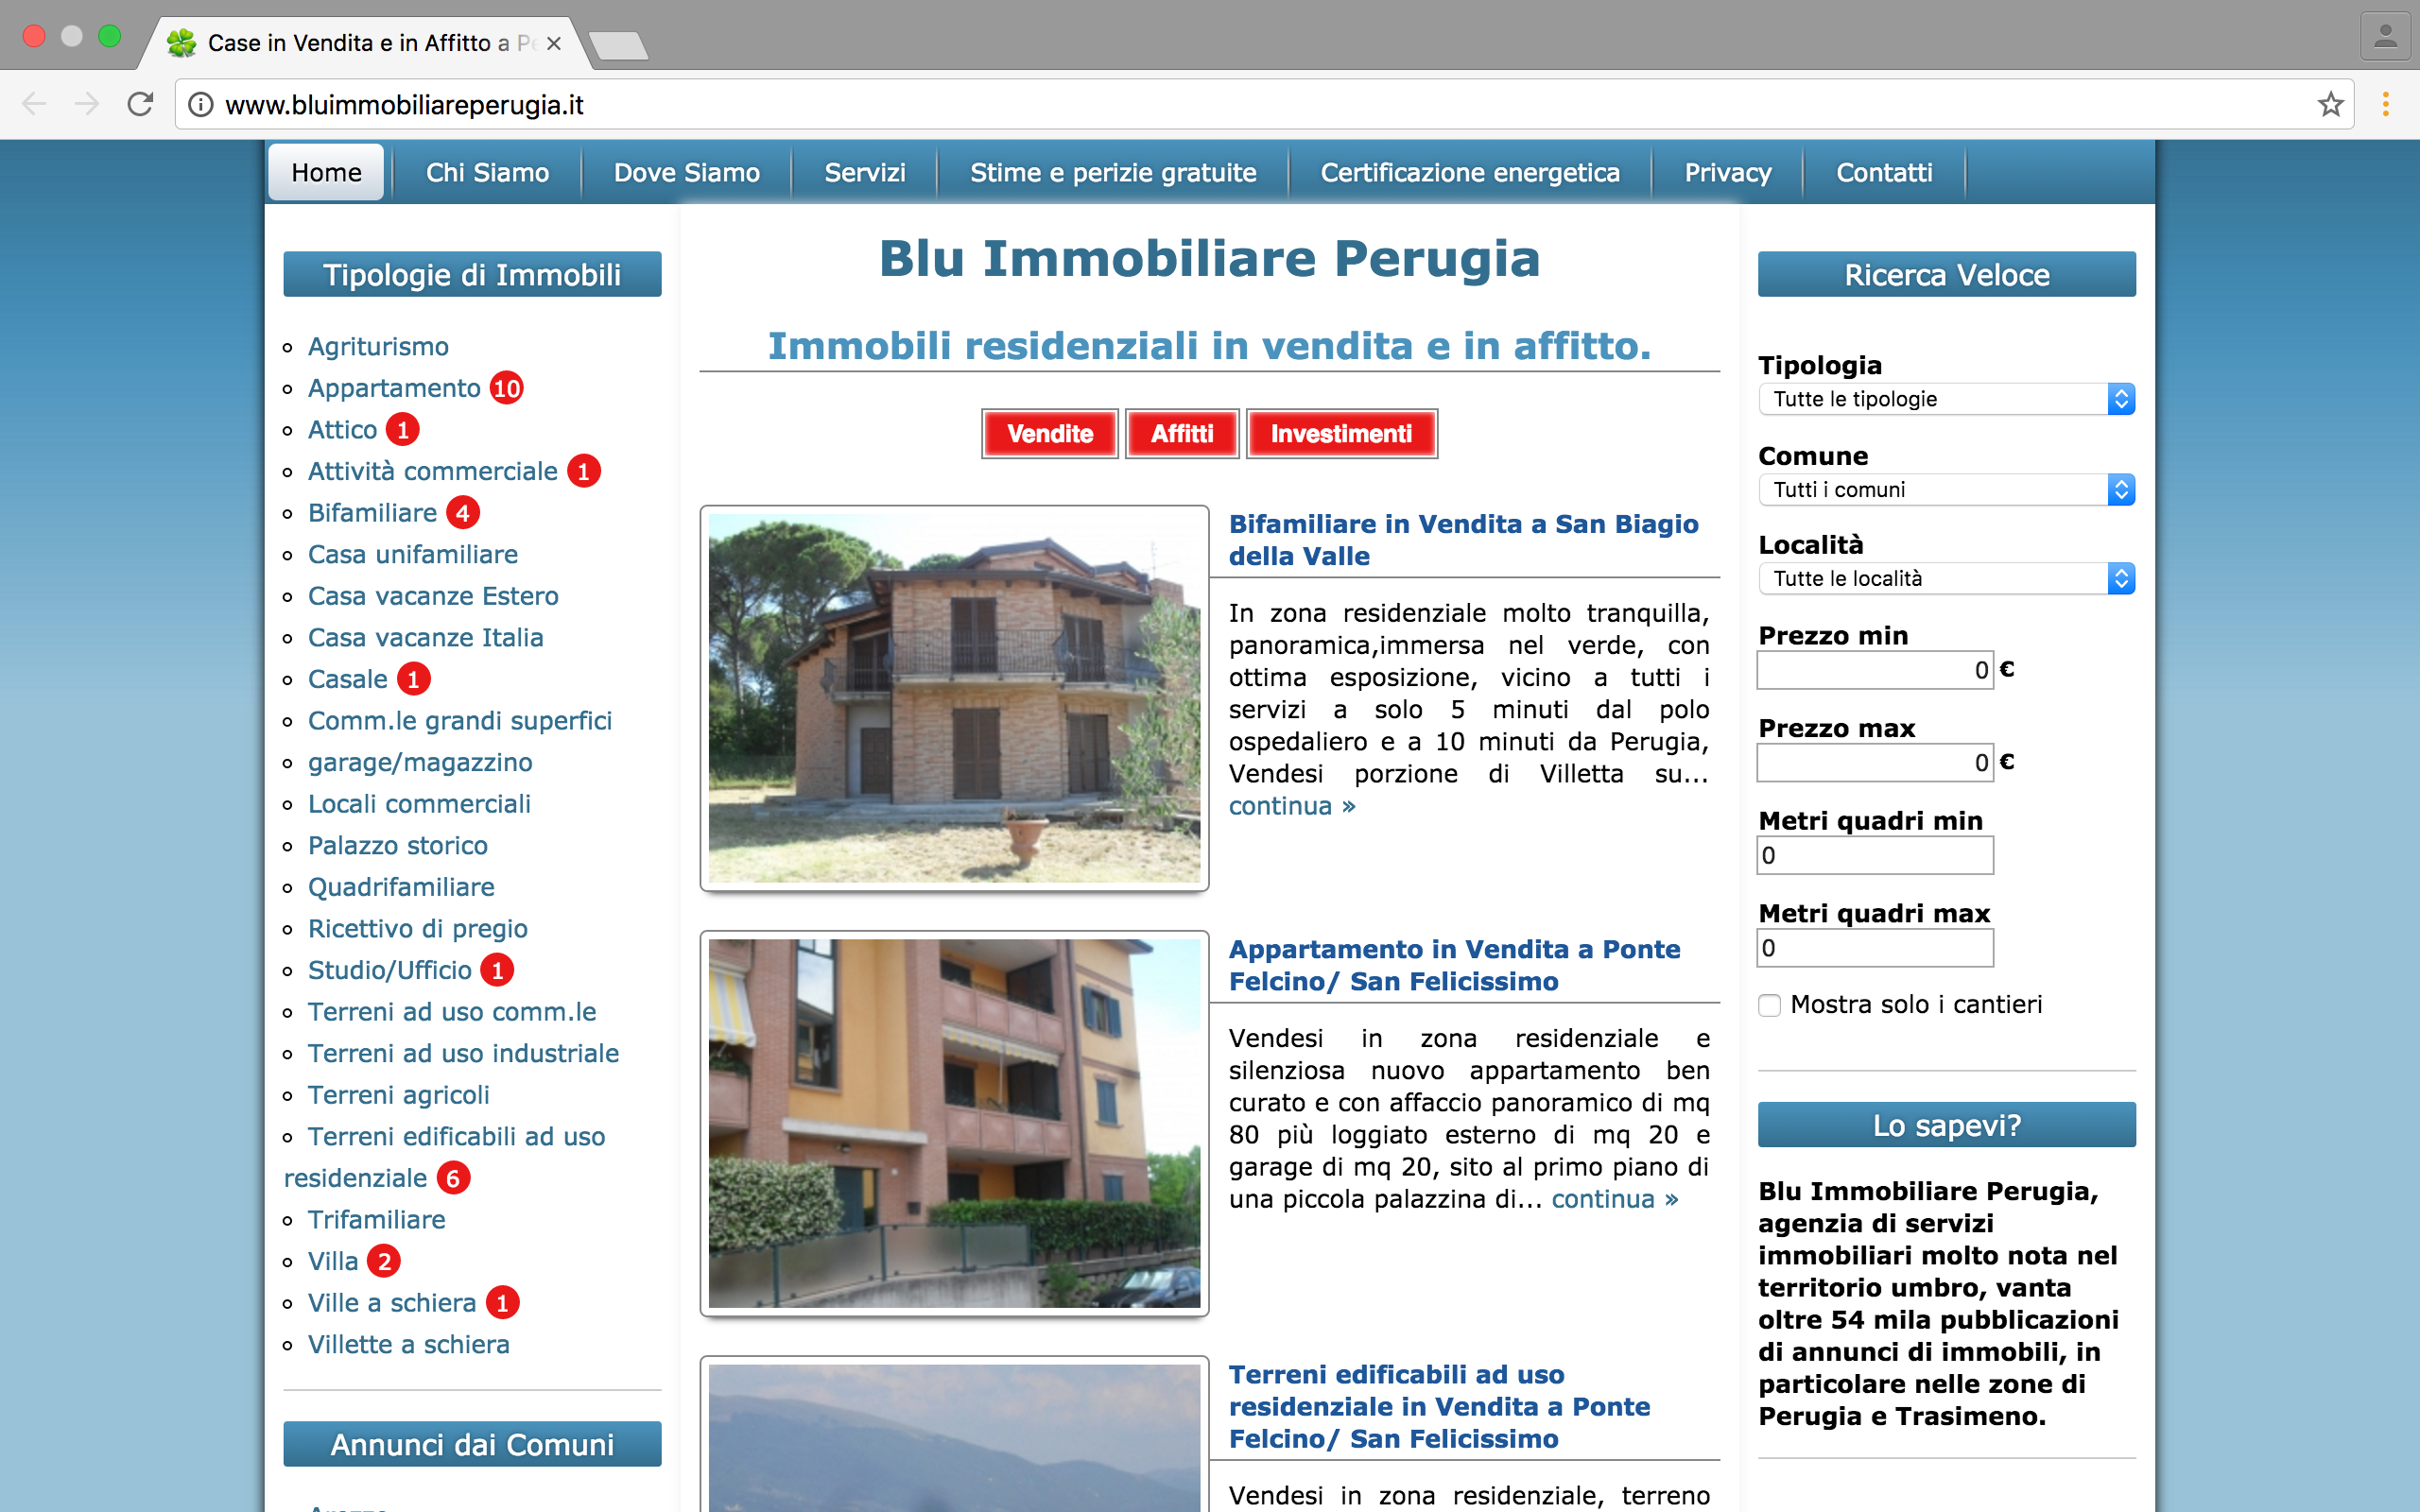 Case in Vendita e in Affitto a Pe
www.bluimmobiliareperugia.it
Home
Chi Siamo
Dove Siamo
Servizi
Stime e perizie gratuite
Certificazione energetica
Privacy
Contatti
Tipologie di Immobili
Agriturismo
Appartamento 10
Attico 1
Attività commerciale 1
Bifamiliare 4
Casa unifamiliare
Casa vacanze Estero
Casa vacanze Italia
Casale 1
Comm.le grandi superfici
garage/magazzino
Locali commerciali
Palazzo storico
Quadrifamiliare
Ricettivo di pregio
Studio/Ufficio 1
Terreni ad uso comm.le
Terreni ad uso industriale
Terreni agricoli
Terreni edificabili ad uso
residenziale 6
Trifamiliare
Villa 2
Ville a schiera 1
Villette a schiera
Annunci dai Comuni
Blu Immobiliare Perugia
Immobili residenziali in vendita e in affitto.
Vendite
Affitti
Investimenti
Bifamiliare in Vendita a San Biagio
della Valle
In zona residenziale molto tranquilla,
panoramica,immersa nel verde, con
ottima esposizione, vicino a tutti i
servizi a solo 5 minuti dal polo
ospedaliero e a 10 minuti da Perugia,
Vendesi porzione di Villetta su...
continua »
Appartamento in Vendita a Ponte
Felcino/ San Felicissimo
Vendesi in zona residenziale e
silenziosa nuovo appartamento ben
curato e con affaccio panoramico di mq
80 più loggiato esterno di mq 20 e
garage di mq 20, sito al primo piano di
una piccola palazzina di... continua »
Terreni edificabili ad uso
residenziale in Vendita a Ponte
Felcino/ San Felicissimo
Vendesi in zona residenziale, terreno
Ricerca Veloce
Tipologia
Tutte le tipologie
Comune
Tutti i comuni
Località
Tutte le località
Prezzo min
0 €
Prezzo max
0 €
Metri quadri min
0
Metri quadri max
0
Mostra solo i cantieri
Lo sapevi?
Blu Immobiliare Perugia,
agenzia di servizi
immobiliari molto nota nel
territorio umbro, vanta
oltre 54 mila pubblicazioni
di annunci di immobili, in
particolare nelle zone di
Perugia e Trasimeno.